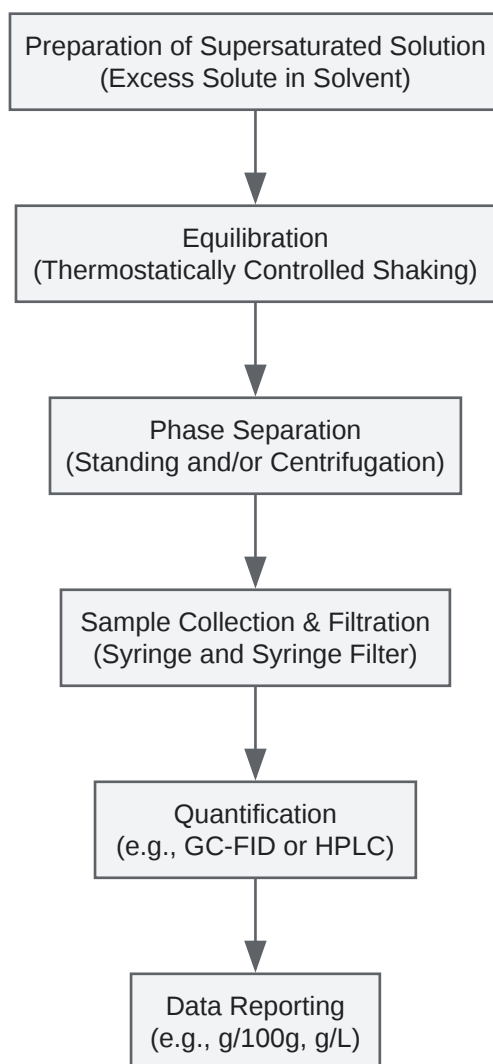 Preparation of Supersaturated Solution
(Excess Solute in Solvent)
Equilibration
(Thermostatically Controlled Shaking)
Phase Separation
(Standing and/or Centrifugation)
Sample Collection & Filtration
(Syringe and Syringe Filter)
Quantification
(e.g., GC-FID or HPLC)
Data Reporting
(e.g., g/100g, g/L)